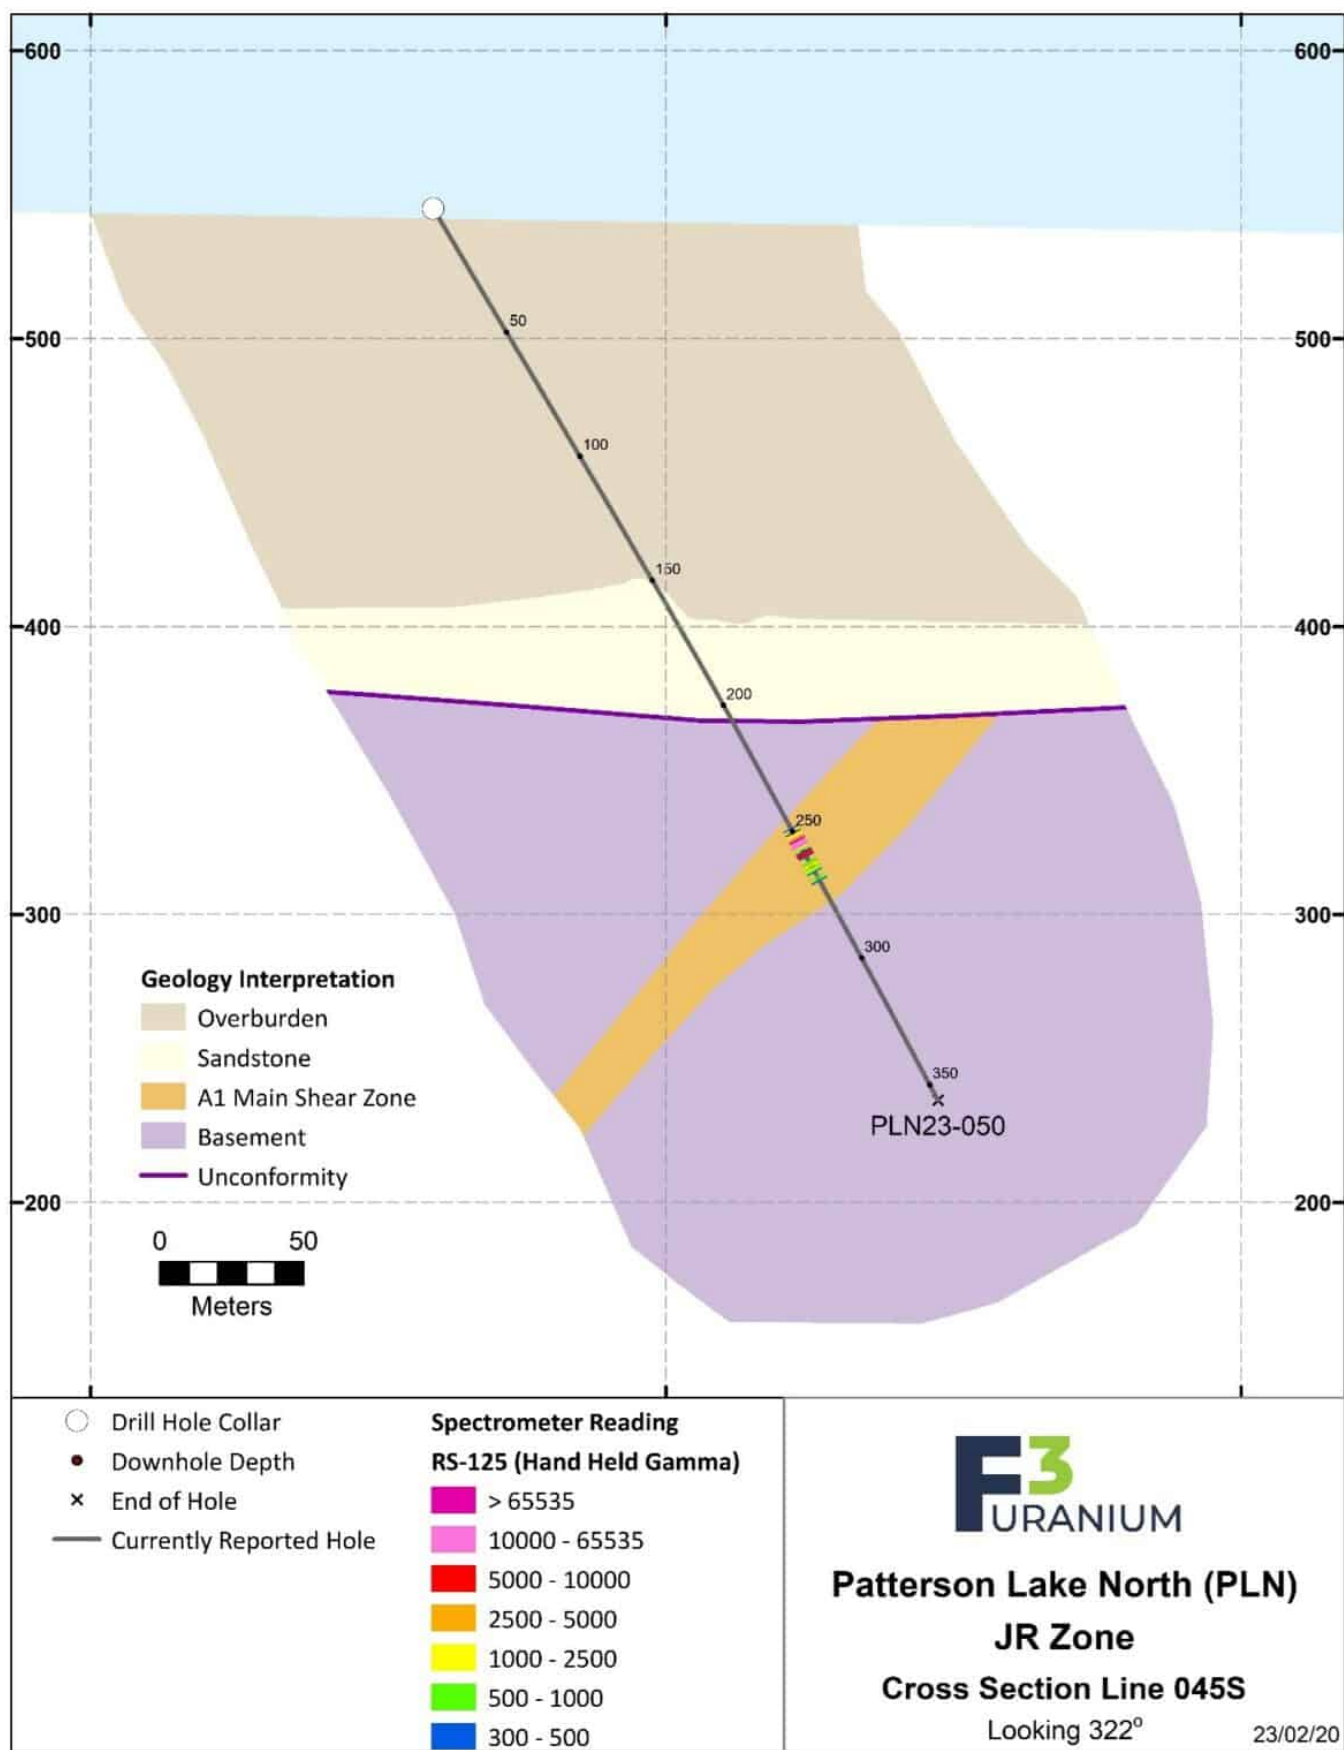 600 600
50
500 500
100
150
400 400
200
250
300 300
300
Geology Interpretation
Overburden
Sandstone
A1 Main Shear Zone
Basement
Unconformity
350
PLN23-050
200 200
0 50
Meters
Drill Hole Collar
Downhole Depth
End of Hole
Currently Reported Hole
Spectrometer Reading
RS-125 (Hand Held Gamma)
> 65535
10000 - 65535
5000 - 10000
2500 - 5000
1000 - 2500
500 - 1000
300 - 500
F3
URANIUM
Patterson Lake North (PLN)
JR Zone
Cross Section Line 045S
Looking 322°
23/02/20